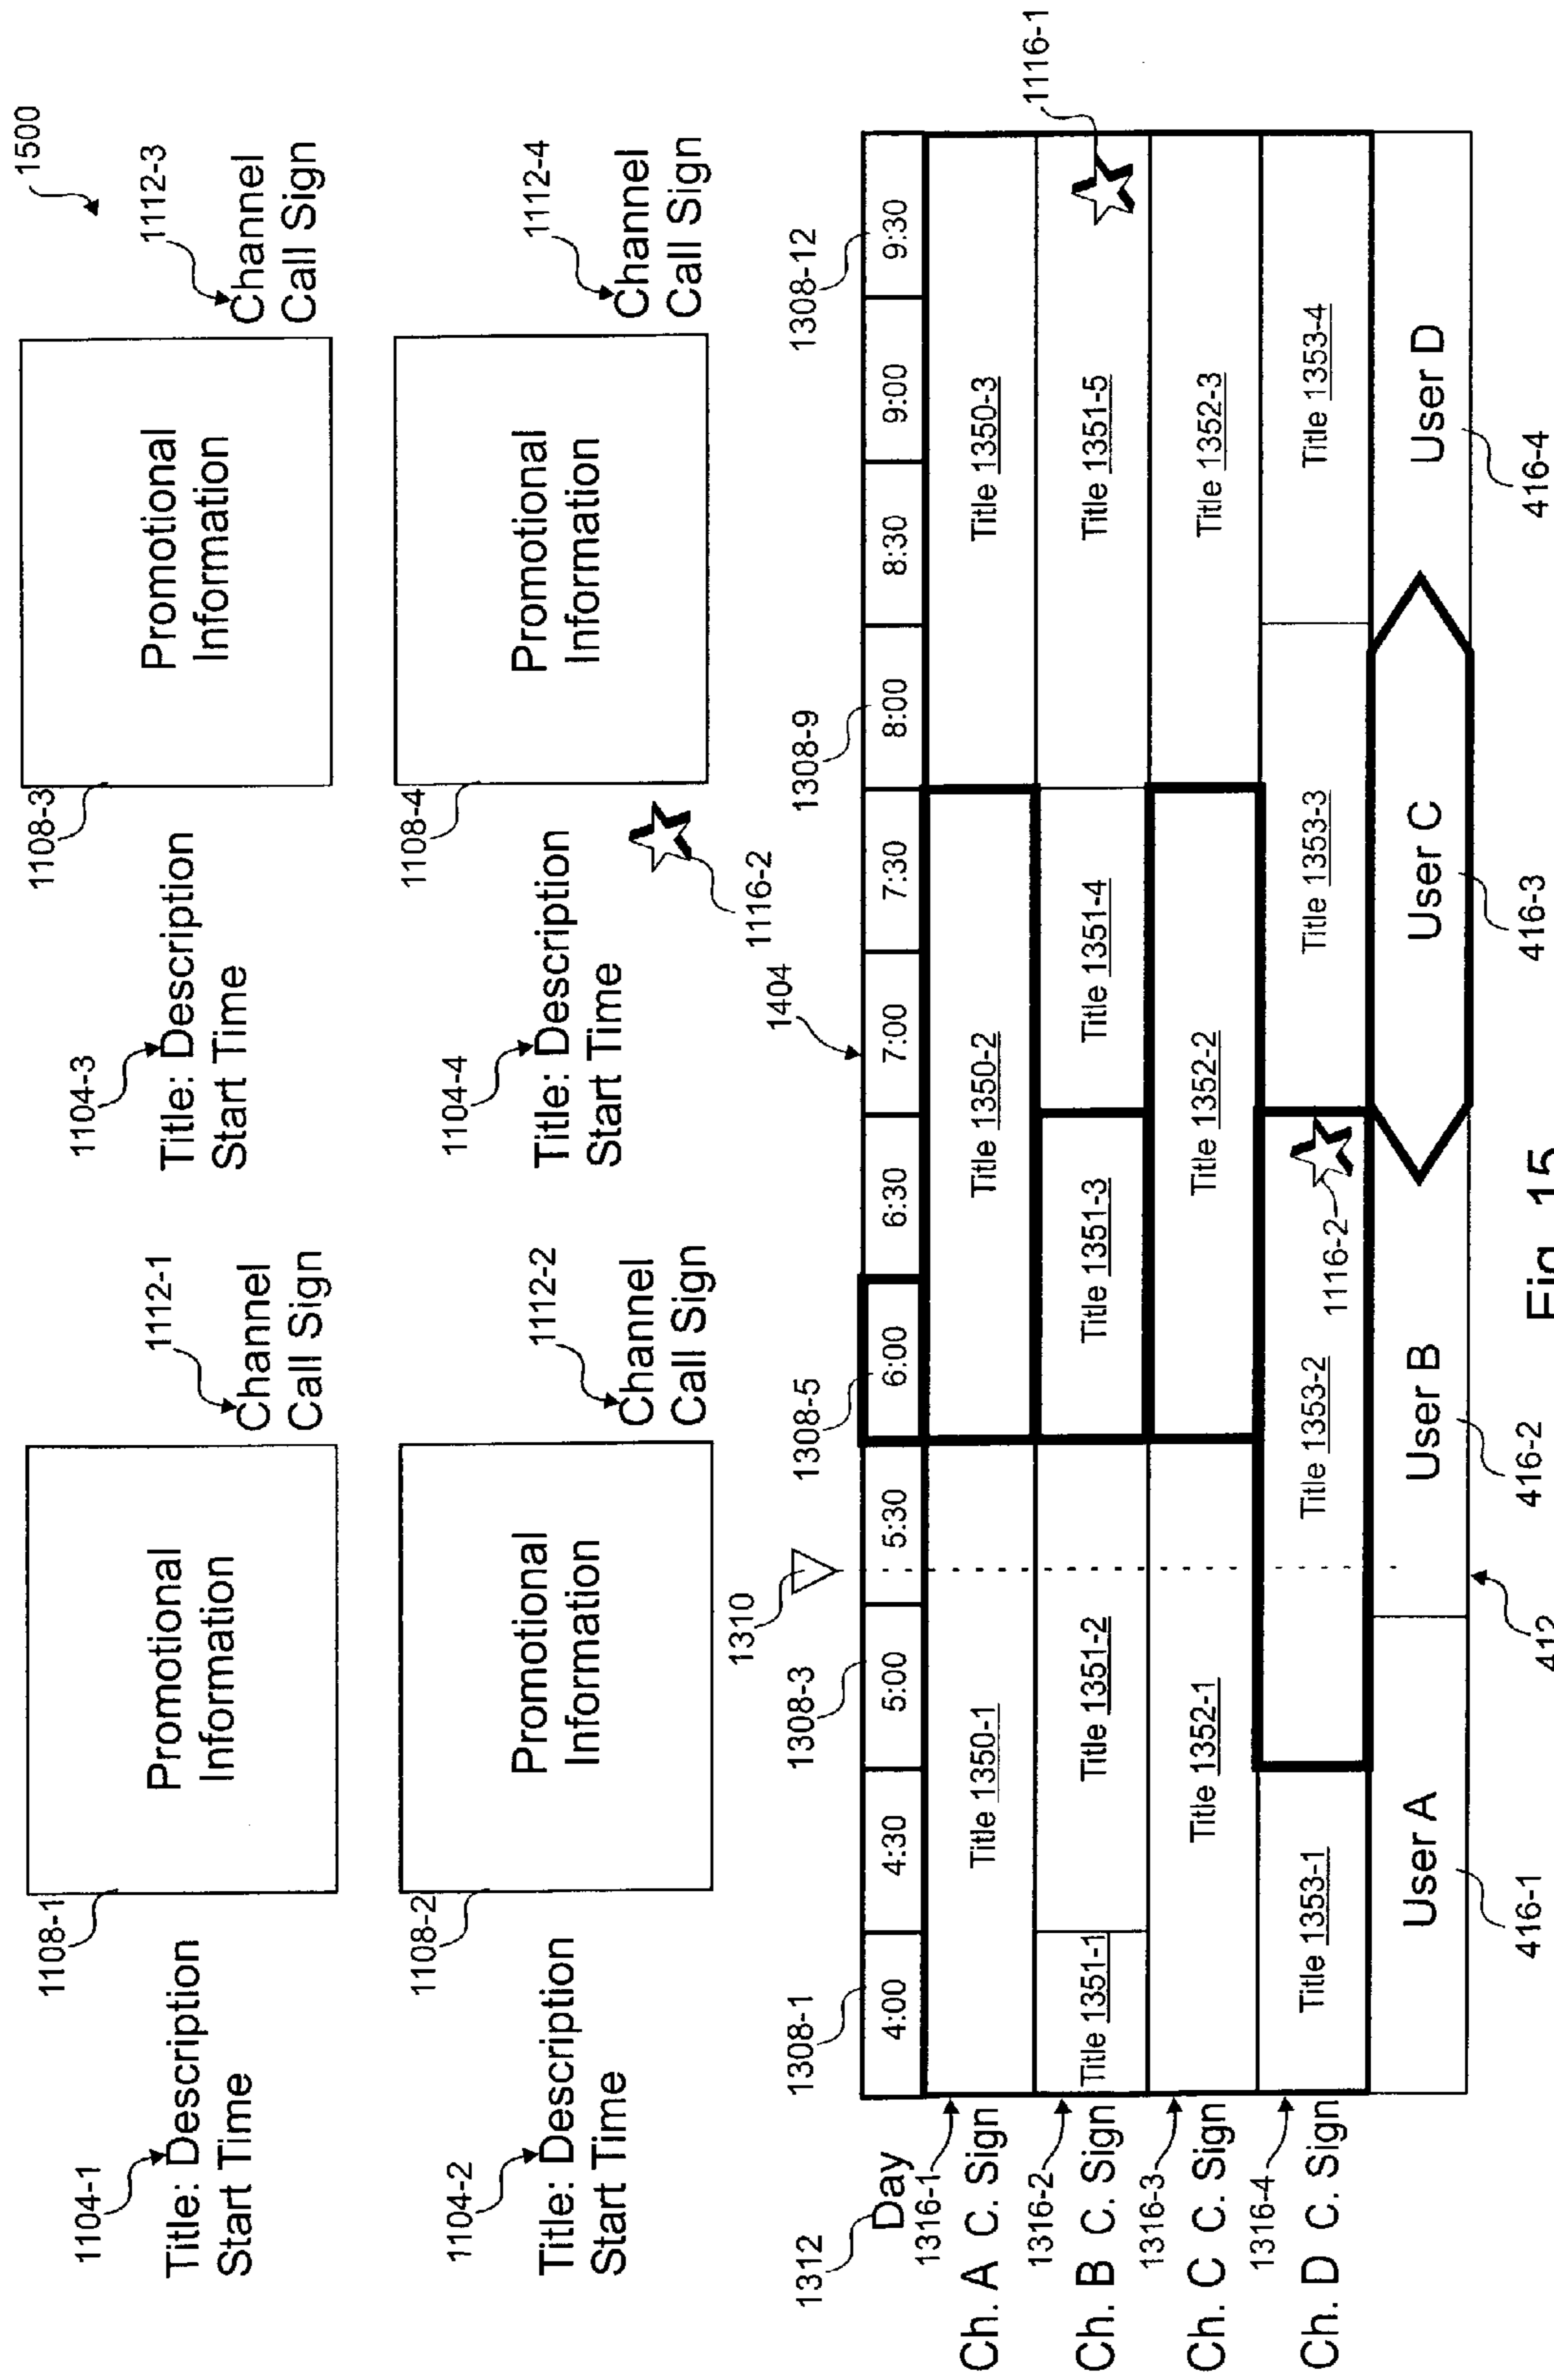 1500
1104-1
Title: Description
Start Time
1108-1
Promotional
Information
1112-1
Channel
Call Sign
1104-3
Title: Description
Start Time
1108-3
Promotional
Information
1112-3
Channel
Call Sign
1104-2
Title: Description
Start Time
1108-2
Promotional
Information
1112-2
Channel
Call Sign
1104-4
Title: Description
Start Time
1116-2
1108-4
Promotional
Information
1112-4
Channel
Call Sign
1312
Day
1308-1
1308-3
1310
1308-5
1404
1308-9
1308-12
4:00
4:30
5:00
5:30
6:00
6:30
7:00
7:30
8:00
8:30
9:00
9:30
1316-1
Ch. A C. Sign
Title 1350-1
Title 1350-2
Title 1350-3
1316-2
Ch. B C. Sign
Title 1351-1
Title 1351-2
Title 1351-3
Title 1351-4
Title 1351-5
1116-1
1316-3
Ch. C C. Sign
Title 1352-1
Title 1352-2
Title 1352-3
1316-4
Ch. D C. Sign
Title 1353-1
Title 1353-2
1116-2
Title 1353-3
Title 1353-4
User A
User B
User C
User D
416-1
412
416-2
416-3
416-4
Fig. 15